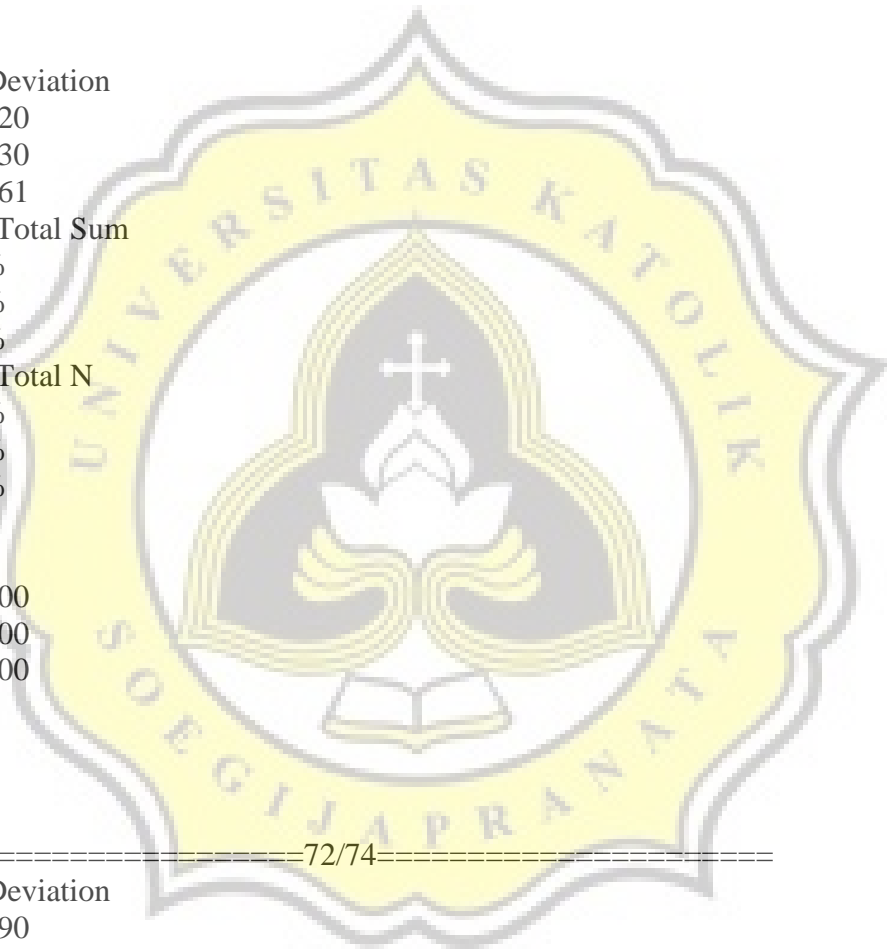 Deviation
20
30
61
Total Sum
%
%
%
Total N
%
%
%
00
00
00
=================72/74======================
Deviation
90
UNIVERSITAS KATOLIK
SOEGIJAPRANATA